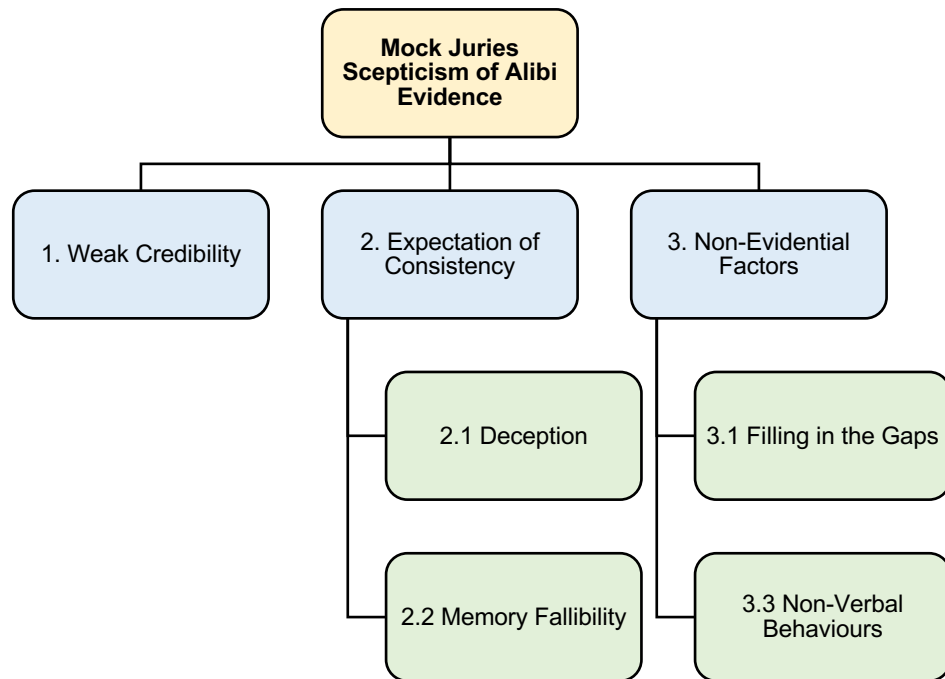 Mock Juries
Scepticism of Alibi
Evidence
1. Weak Credibility
2. Expectation of
Consistency
3. Non-Evidential
Factors
2.1 Deception
3.1 Filling in the Gaps
2.2 Memory Fallibility
3.3 Non-Verbal
Behaviours